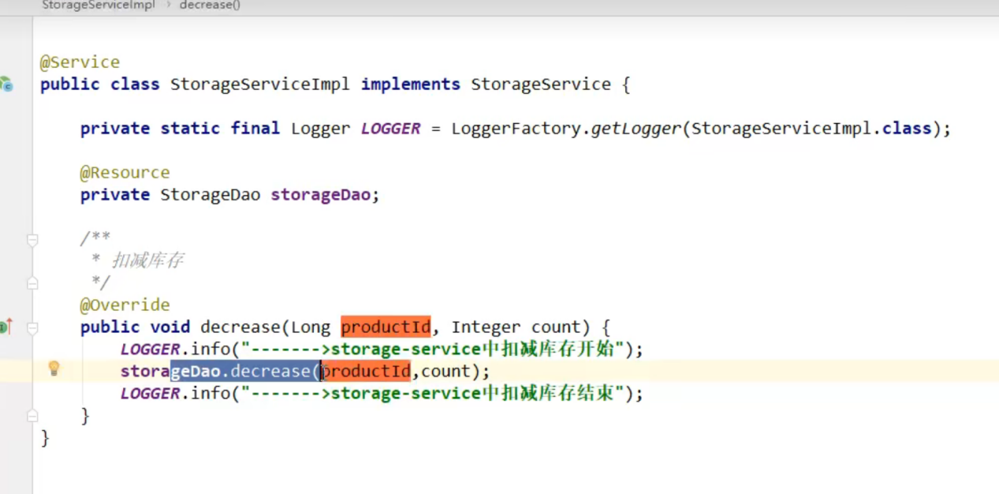 StorageServiceImpl › decrease()
@Service
public class StorageServiceImpl implements StorageService {
private static final Logger LOGGER = LoggerFactory.getLogger(StorageServiceImpl.class);
@Resource
private StorageDao storageDao;
/**
* 扣减库存
*/
@Override
public void decrease(Long productId, Integer count) {
LOGGER.info("------->storage-service中扣减库存开始");
storageDao.decrease(productId,count);
LOGGER.info("------->storage-service中扣减库存结束");
}
}